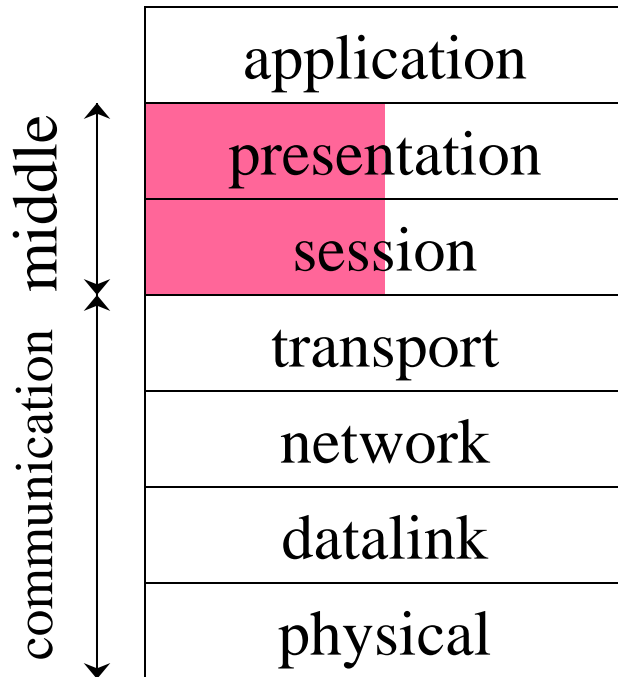 application
presentation
session
transport
network
datalink
physical
middle
communication